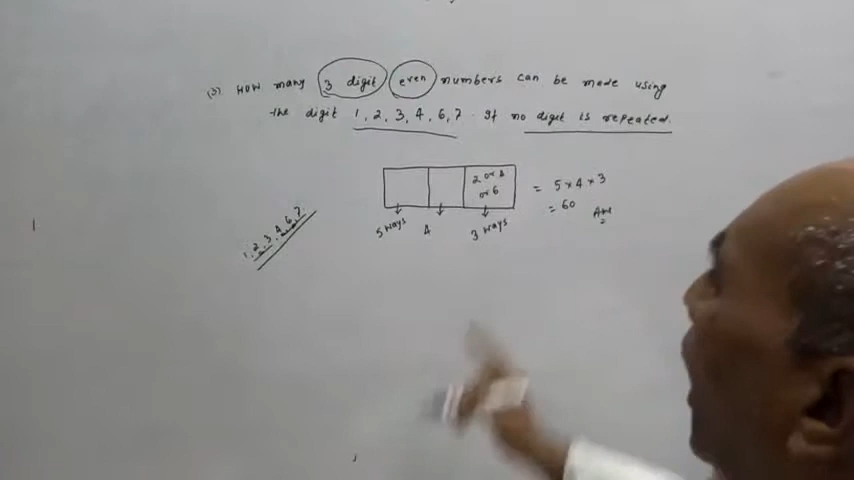 (3) How many 3 digit even numbers can be made using
the digit 1, 2, 3, 4, 6, 7. If no digit is repeated.
2 or 4
or 6
= 5 × 4 × 3
= 60 Ans
5 ways 4 3 ways
1, 2, 3, 4, 6, 7.